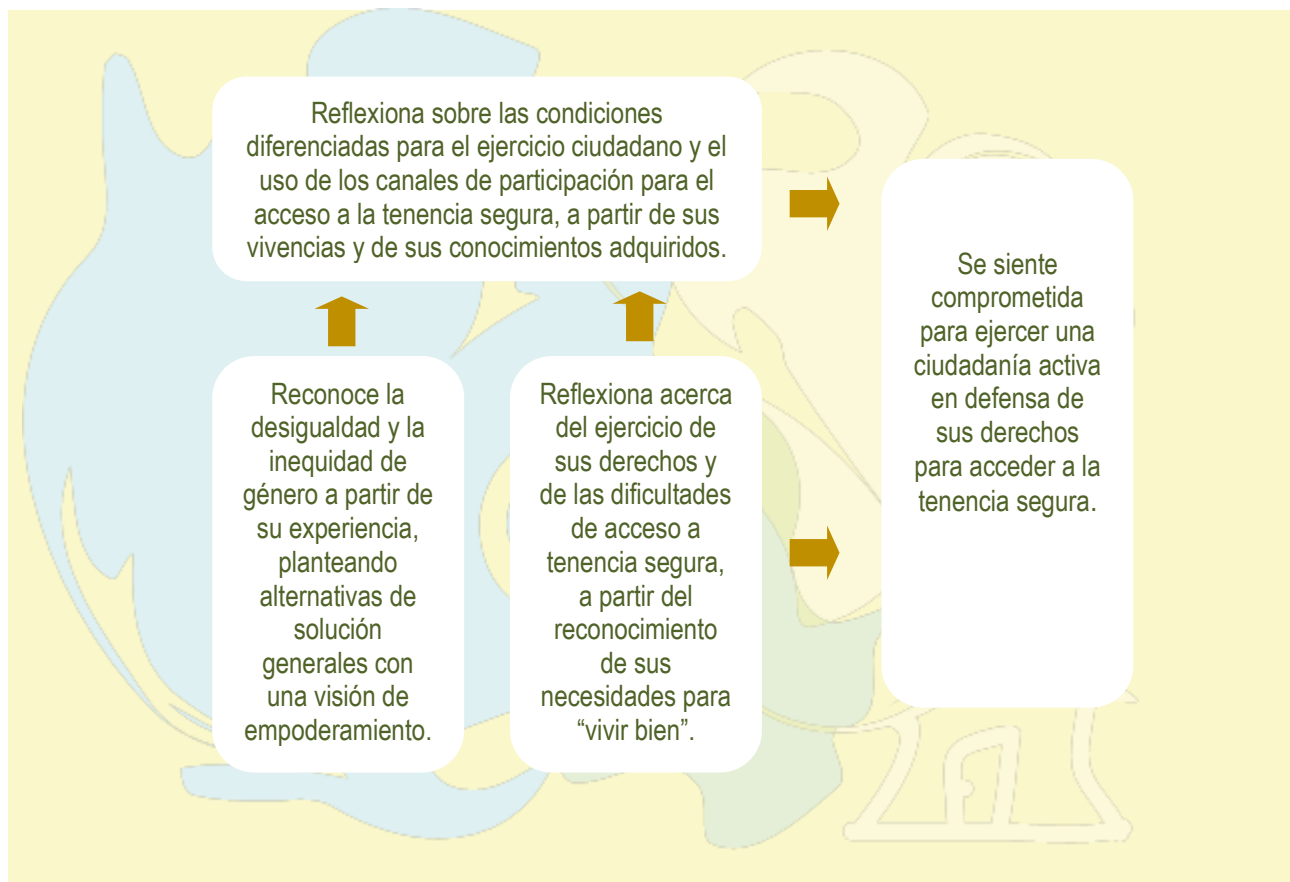 Reflexiona sobre las condiciones
diferenciadas para el ejercicio ciudadano y el
uso de los canales de participación para el
acceso a la tenencia segura, a partir de sus
vivencias y de sus conocimientos adquiridos.
Reconoce la
desigualdad y la
inequidad de
género a partir de
su experiencia,
planteando
alternativas de
solución
generales con
una visión de
empoderamiento.
Reflexiona acerca
del ejercicio de
sus derechos y
de las dificultades
de acceso a
tenencia segura,
a partir del
reconocimiento
de sus
necesidades para
“vivir bien”.
Se siente
comprometida
para ejercer una
ciudadanía activa
en defensa de
sus derechos
para acceder a la
tenencia segura.